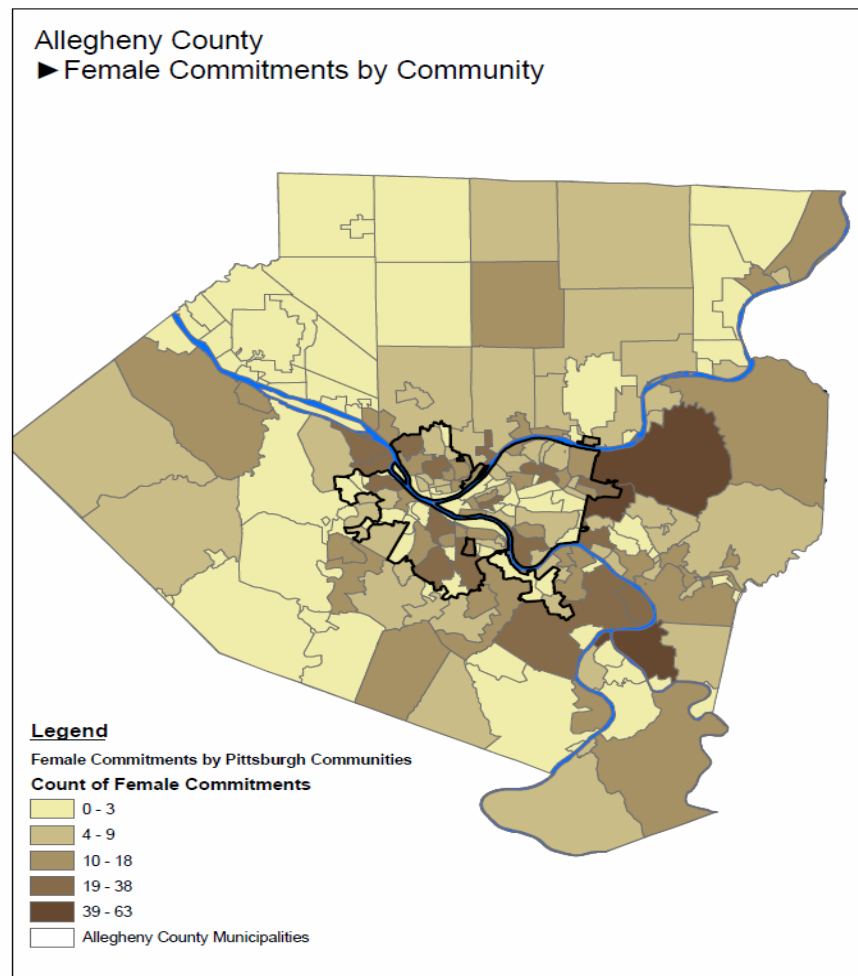 Allegheny County
►Female Commitments by Community
Legend
Female Commitments by Pittsburgh Communities
Count of Female Commitments
0 - 3
4 - 9
10 - 18
19 - 38
39 - 63
Allegheny County Municipalities